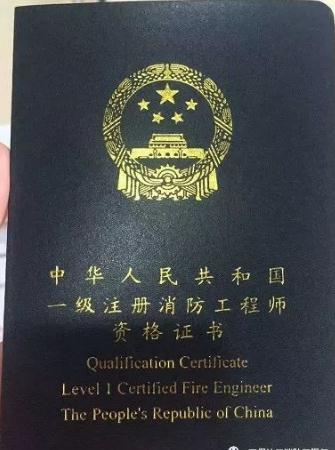 中华人民共和国
一级注册消防工程师
资格证书
Qualification Certificate
Level 1 Certified Fire Engineer
The People's Republic of China